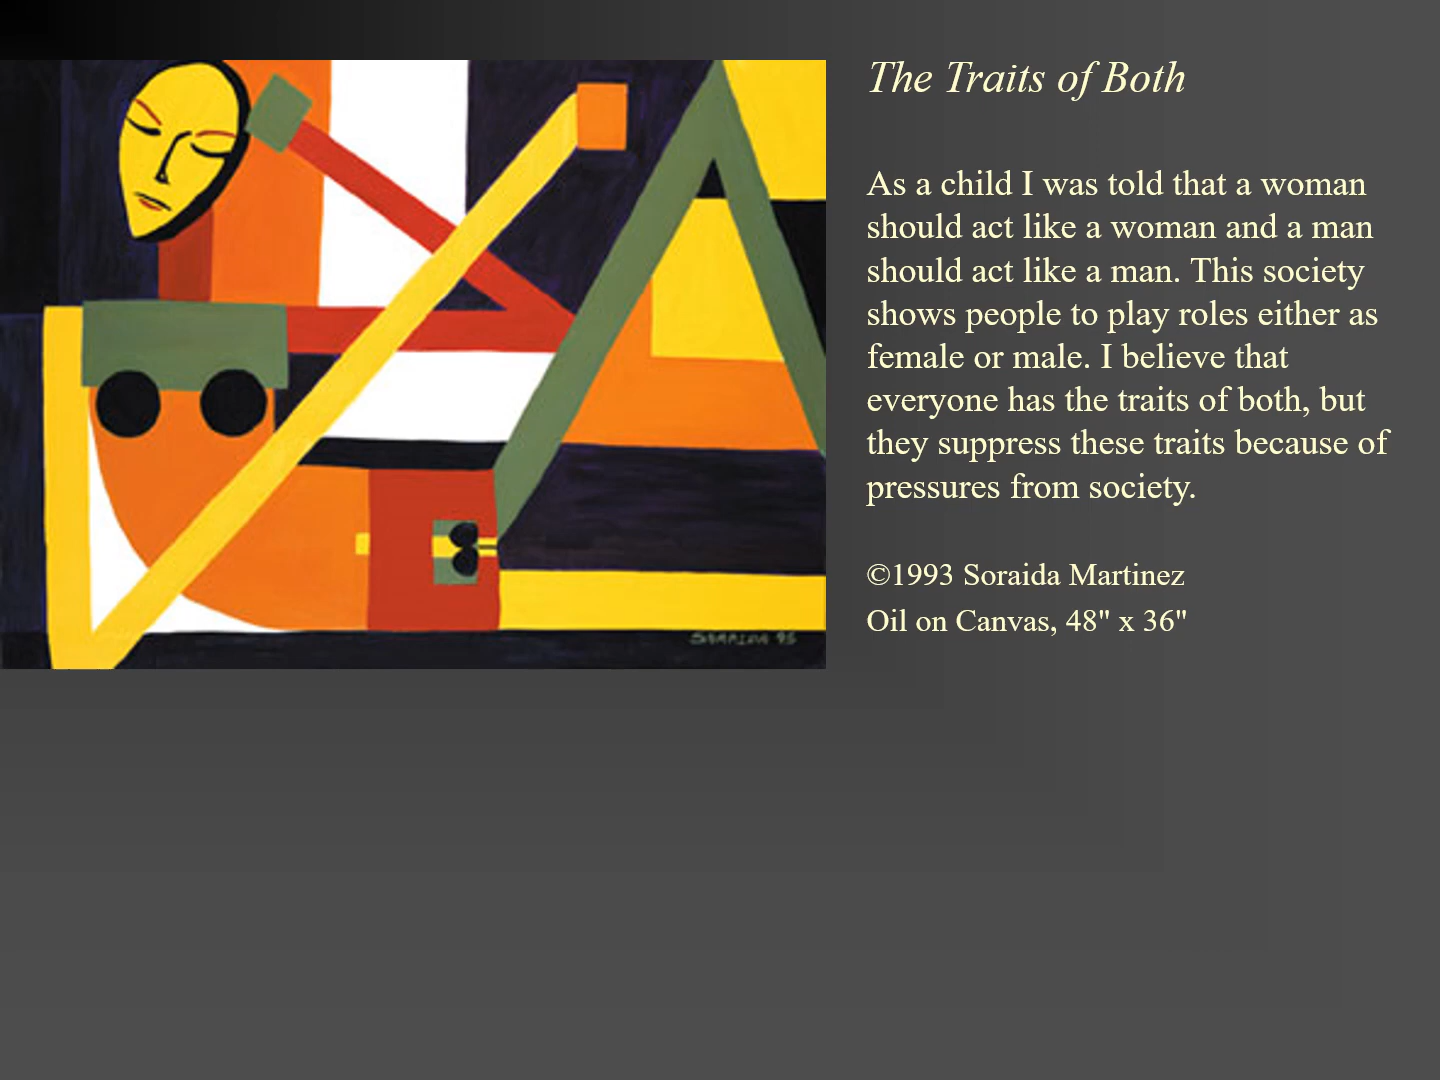 The Traits of Both
As a child I was told that a woman
should act like a woman and a man
should act like a man. This society
shows people to play roles either as
female or male. I believe that
everyone has the traits of both, but
they suppress these traits because of
pressures from society.
©1993 Soraida Martinez
Oil on Canvas, 48" x 36"
SORAIDA 93